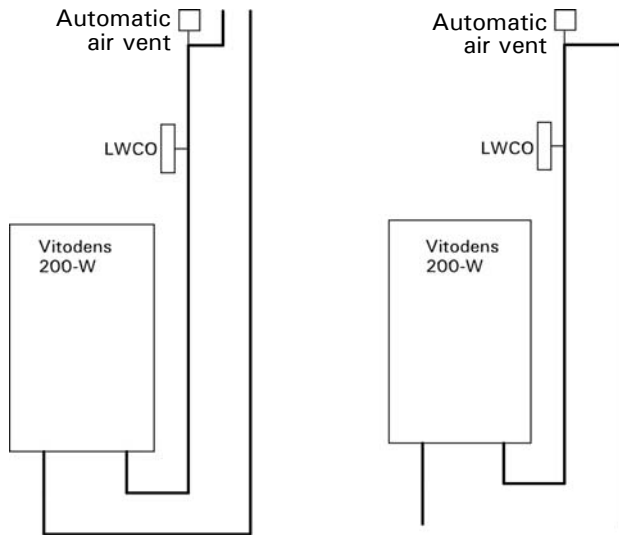 Automatic
air vent
LWCO
Vitodens
200-W
Automatic
air vent
LWCO
Vitodens
200-W